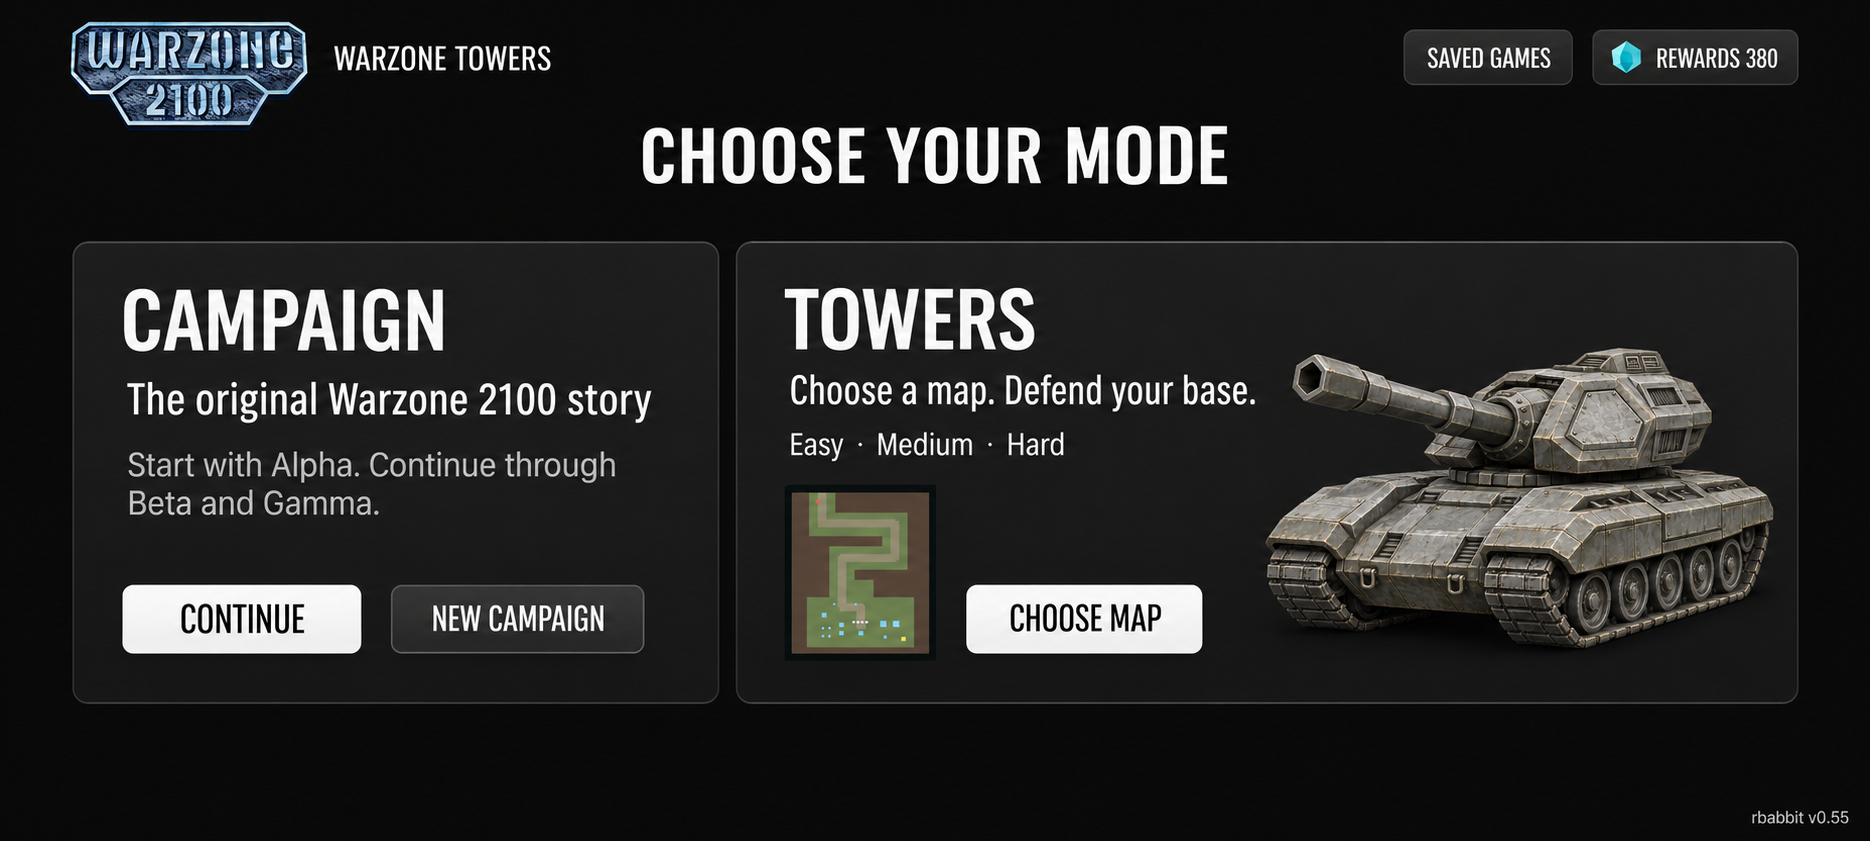 WARZONE
2100
WARZONE TOWERS
SAVED GAMES
REWARDS 380
CHOOSE YOUR MODE
CAMPAIGN
The original Warzone 2100 story
Start with Alpha. Continue through
Beta and Gamma.
CONTINUE
NEW CAMPAIGN
TOWERS
Choose a map. Defend your base.
Easy · Medium · Hard
CHOOSE MAP
rbabbit v0.55